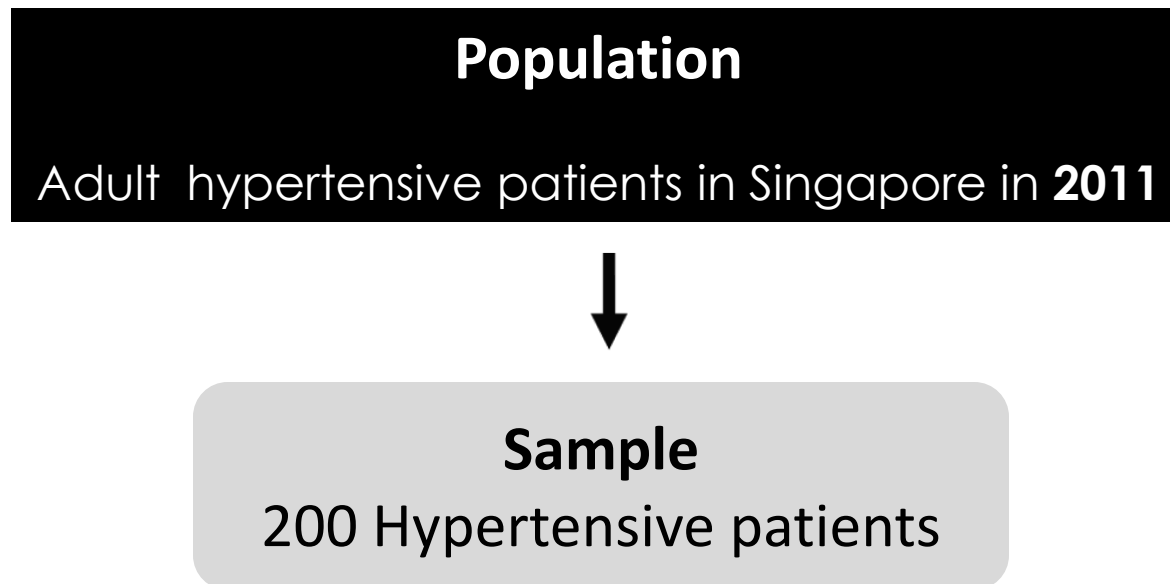 Population
Adult hypertensive patients in Singapore in 2011
Sample
200 Hypertensive patients